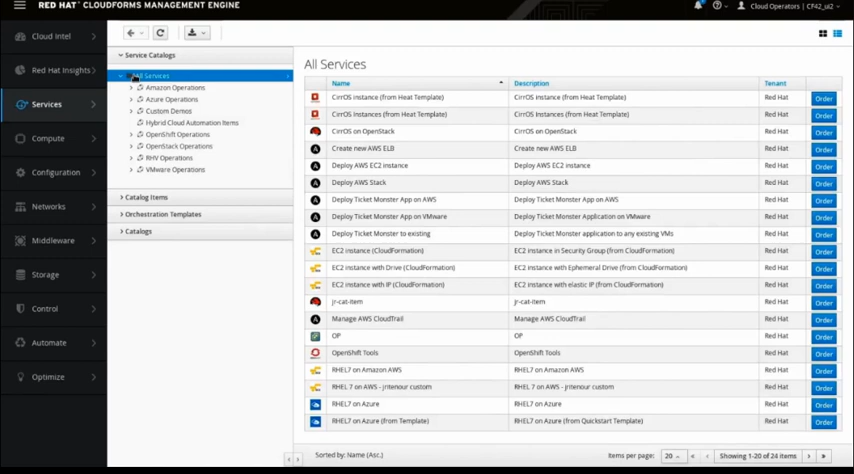 RED HAT CLOUDFORMS MANAGEMENT ENGINE
Cloud Operators | CF42_ui2
Cloud Intel
Red Hat Insights
Services
Compute
Configuration
Networks
Middleware
Storage
Control
Automate
Optimize
Service Catalogs
All Services
Amazon Operations
Azure Operations
Custom Demos
Hybrid Cloud Automation Items
OpenShift Operations
OpenStack Operations
RHV Operations
VMware Operations
Catalog Items
Orchestration Templates
Catalogs
All Services
Name Description Tenant
CirrOS instance (from Heat Template) CirrOS instance (from Heat Template) Red Hat Order
CirrOS Instances (from Heat Template) CirrOS Instances (from Heat Template) Red Hat Order
CirrOS on OpenStack CirrOS on OpenStack Red Hat Order
Create new AWS ELB Create new AWS ELB Red Hat Order
Deploy AWS EC2 instance Deploy AWS EC2 instance Red Hat Order
Deploy AWS Stack Deploy AWS Stack Red Hat Order
Deploy Ticket Monster App on AWS Deploy Ticket Monster App on AWS Red Hat Order
Deploy Ticket Monster App on VMware Deploy Ticket Monster Application on VMware Red Hat Order
Deploy Ticket Monster to existing Deploy Ticket Monster application to any existing VMs Red Hat Order
EC2 instance (CloudFormation) EC2 instance in Security Group (from CloudFormation) Red Hat Order
EC2 instance with Drive (CloudFormation) EC2 instance with Ephemeral Drive (from CloudFormation) Red Hat Order
EC2 instance with IP (CloudFormation) EC2 instance with elastic IP (from CloudFormation) Red Hat Order
jr-cat-item jr-cat-item Red Hat Order
Manage AWS CloudTrail Manage AWS CloudTrail Red Hat Order
OP OP Red Hat Order
OpenShift Tools OpenShift Tools Red Hat Order
RHEL7 on Amazon AWS RHEL7 on Amazon AWS Red Hat Order
RHEL 7 on AWS - jritenour custom RHEL 7 on AWS - jritenour custom Red Hat Order
RHEL7 on Azure RHEL7 on Azure Red Hat Order
RHEL7 on Azure (from Template) RHEL7 on Azure (from Quickstart Template) Red Hat Order
Sorted by: Name (Asc.) Items per page: 20 Showing 1-20 of 24 items